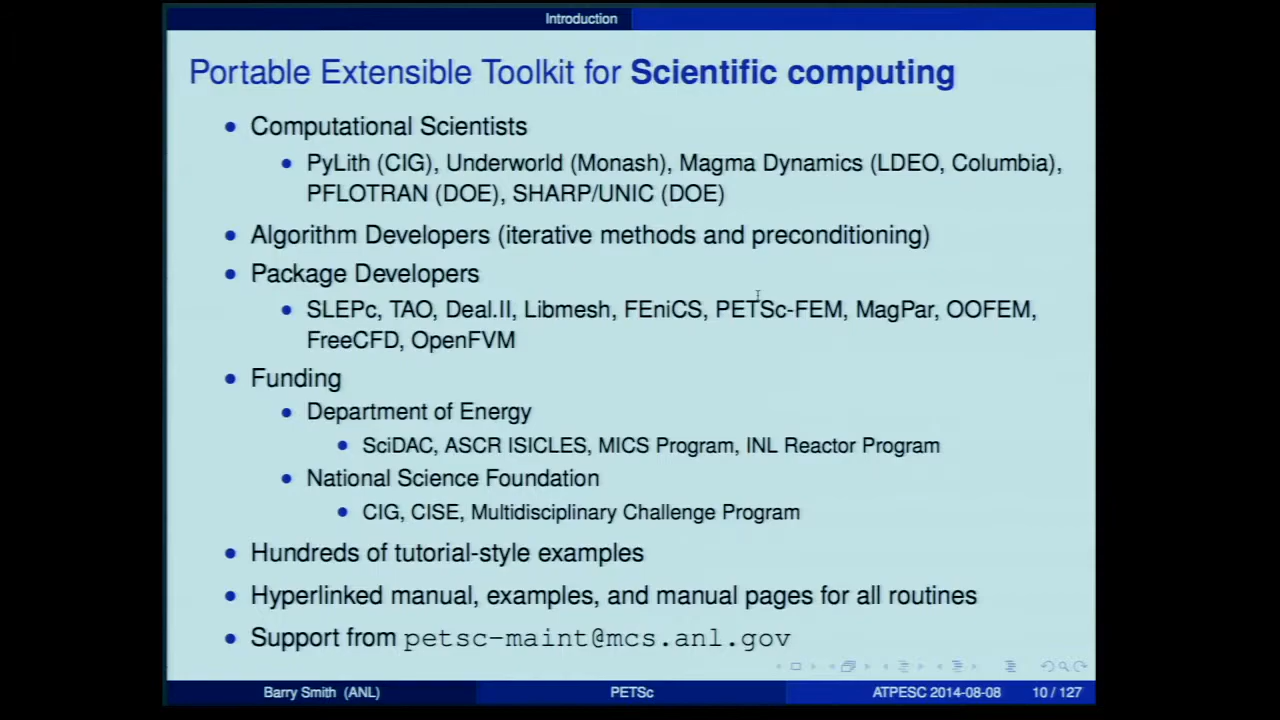 Introduction
Portable Extensible Toolkit for Scientific computing
Computational Scientists
PyLith (CIG), Underworld (Monash), Magma Dynamics (LDEO, Columbia),
PFLOTRAN (DOE), SHARP/UNIC (DOE)
Algorithm Developers (iterative methods and preconditioning)
Package Developers
SLEPc, TAO, Deal.II, Libmesh, FEniCS, PETSc-FEM, MagPar, OOFEM,
FreeCFD, OpenFVM
Funding
Department of Energy
SciDAC, ASCR ISICLES, MICS Program, INL Reactor Program
National Science Foundation
CIG, CISE, Multidisciplinary Challenge Program
Hundreds of tutorial-style examples
Hyperlinked manual, examples, and manual pages for all routines
Support from petsc-maint@mcs.anl.gov
Barry Smith (ANL) PETSc ATPESC 2014-08-08 10 / 127